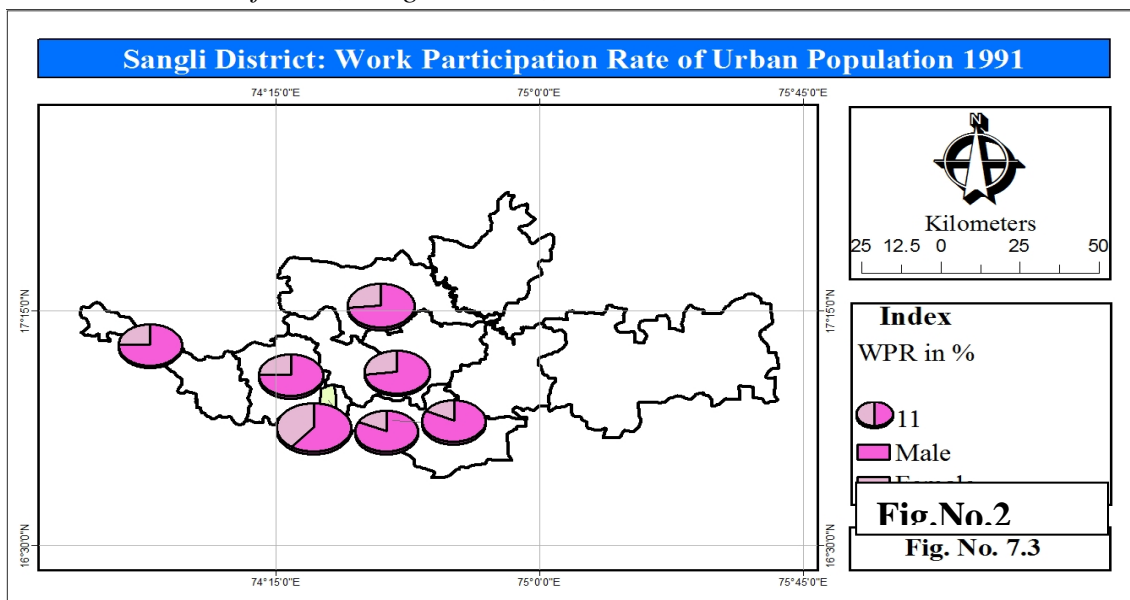 Sangli District: Work Participation Rate of Urban Population 1991
74°15'0"E 75°0'0"E 75°45'0"E
N
Kilometers
25 12.5 0 25 50
17°15'0"N 17°15'0"N
Index
WPR in %
11
Male
Female
Fig.No.2
Fig. No. 7.3
16°30'0"N 16°30'0"N
74°15'0"E 75°0'0"E 75°45'0"E